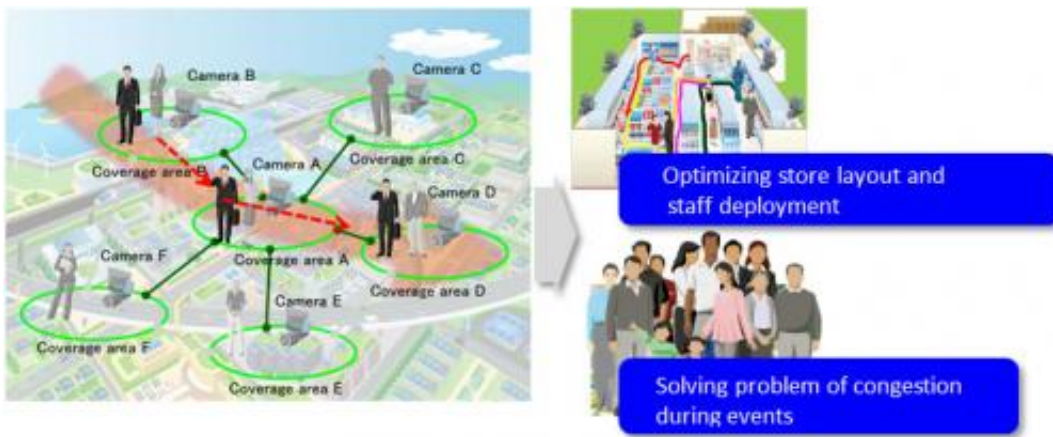 Camera B
Camera C
Coverage area B
Camera A
Coverage area C
Camera D
Camera F
Coverage area A
Coverage area D
Camera E
Coverage area F
Coverage area E
Optimizing store layout and
staff deployment
Solving problem of congestion
during events